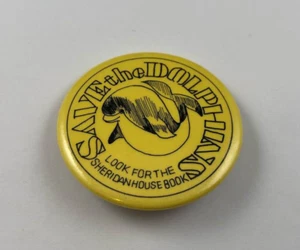 SAVE the DOLPHINS
LOOK FOR THE
SHERIDAN HOUSE BOOK